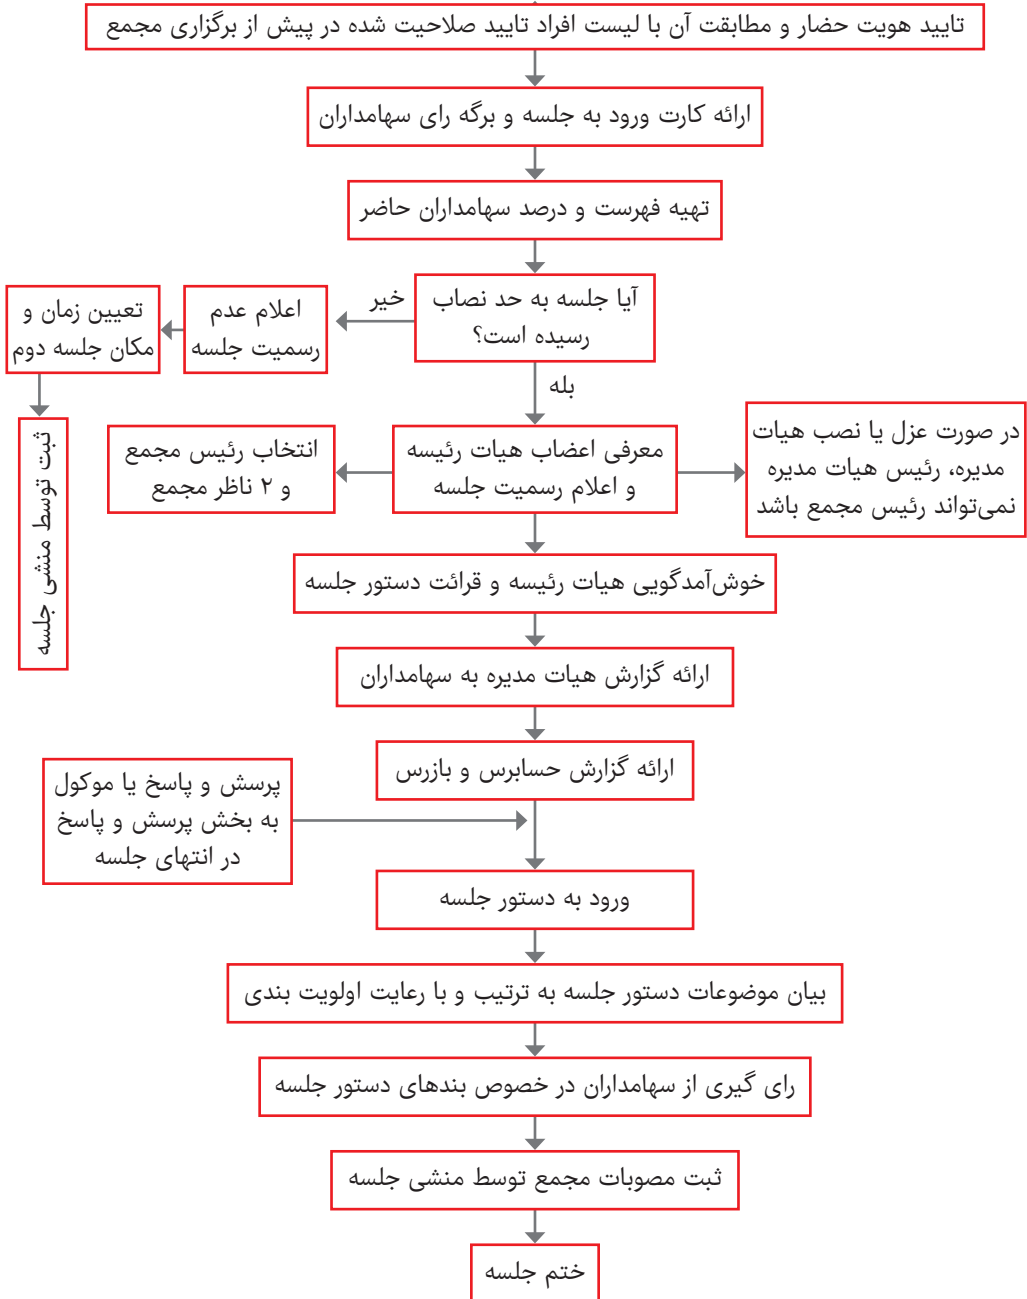 تایید هویت حضار و مطابقت آن با لیست افراد تایید صلاحیت شده در پیش از برگزاری مجمع
ارائه کارت ورود به جلسه و برگه رای سهامداران
تهیه فهرست و درصد سهامداران حاضر
آیا جلسه به حد نصاب
رسیده است؟
خیر
اعلام عدم
رسمیت جلسه
تعیین زمان و
مکان جلسه دوم
ثبت توسط منشی جلسه
بله
در صورت عزل یا نصب هیات
مدیره، رئیس هیات مدیره
نمی‌تواند رئیس مجمع باشد
معرفی اعضاب هیات رئیسه
و اعلام رسمیت جلسه
انتخاب رئیس مجمع
و ۲ ناظر مجمع
خوش‌آمدگویی هیات رئیسه و قرائت دستور جلسه
ارائه گزارش هیات مدیره به سهامداران
ارائه گزارش حسابرس و بازرس
پرسش و پاسخ یا موکول
به بخش پرسش و پاسخ
در انتهای جلسه
ورود به دستور جلسه
بیان موضوعات دستور جلسه به ترتیب و با رعایت اولویت بندی
رای گیری از سهامداران در خصوص بندهای دستور جلسه
ثبت مصوبات مجمع توسط منشی جلسه
ختم جلسه